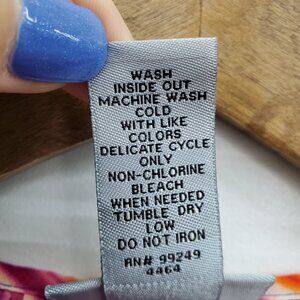 WASH
INSIDE OUT
MACHINE WASH
COLD
WITH LIKE
COLORS
DELICATE CYCLE
ONLY
NON-CHLORINE
BLEACH
WHEN NEEDED
TUMBLE DRY
LOW
DO NOT IRON
RN# 99249
4464